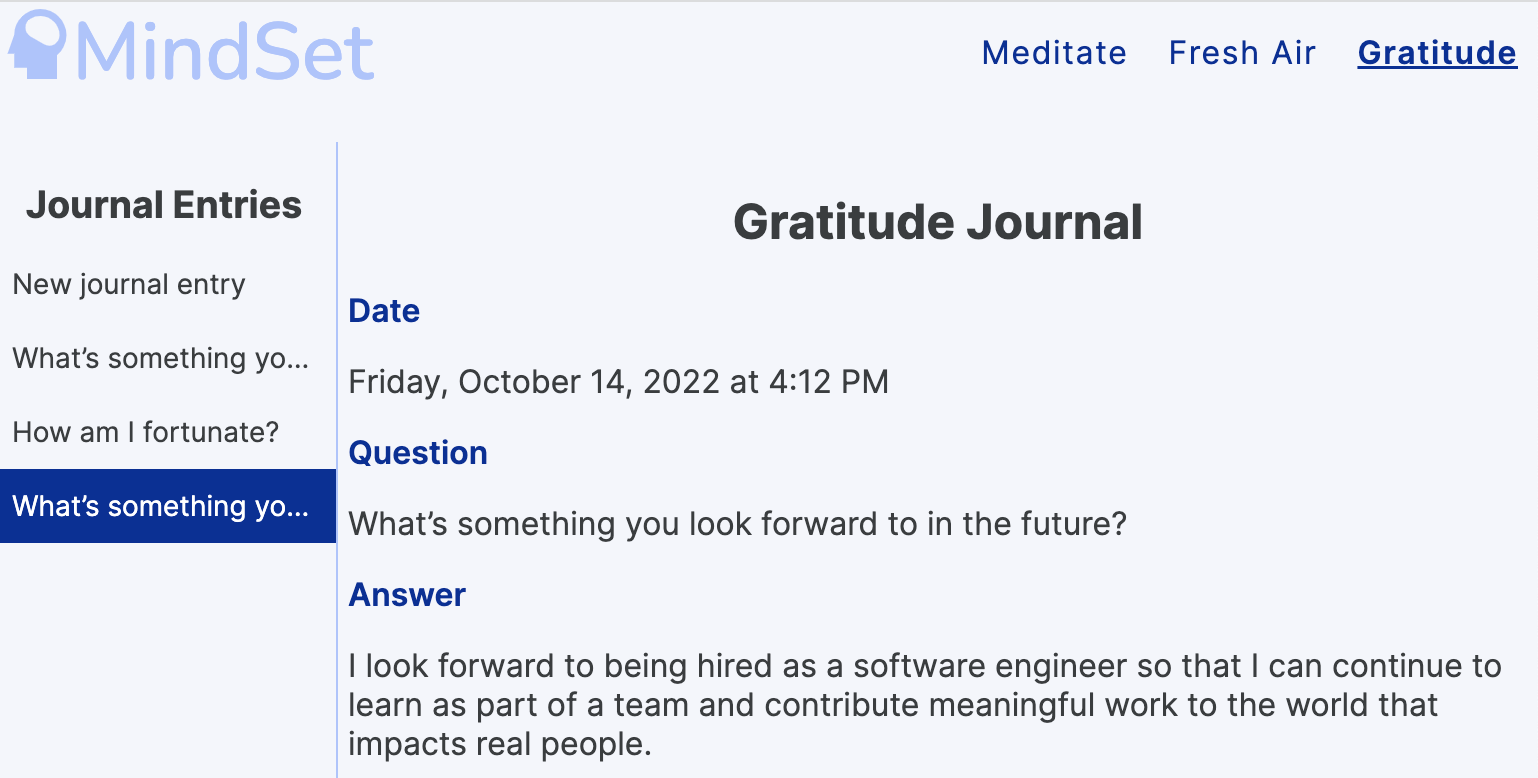 MindSet
Meditate Fresh Air Gratitude
Journal Entries
New journal entry
What’s something yo...
How am I fortunate?
What’s something yo...
Gratitude Journal
Date
Friday, October 14, 2022 at 4:12 PM
Question
What’s something you look forward to in the future?
Answer
I look forward to being hired as a software engineer so that I can continue to
learn as part of a team and contribute meaningful work to the world that
impacts real people.